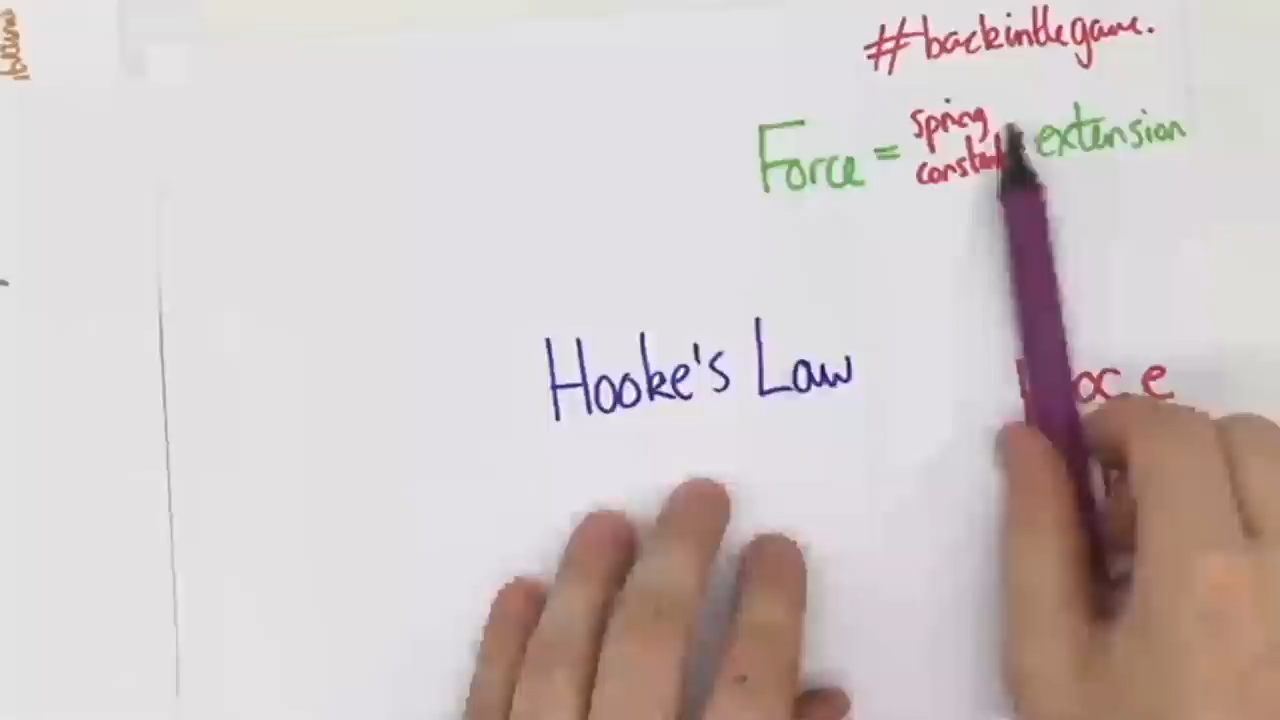 #backinthegame.
Force = spring constant extension
Hooke's Law